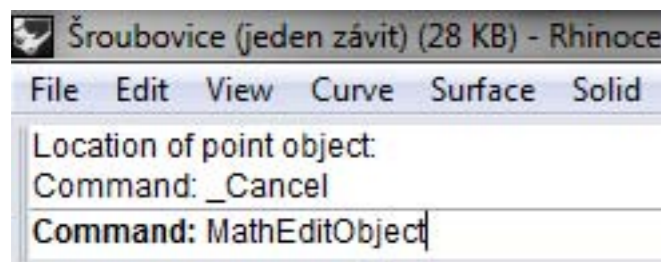 Šroubovice (jeden závit) (28 KB) - Rhinoce
File Edit View Curve Surface Solid
Location of point object:
Command: _Cancel
Command: MathEditObject